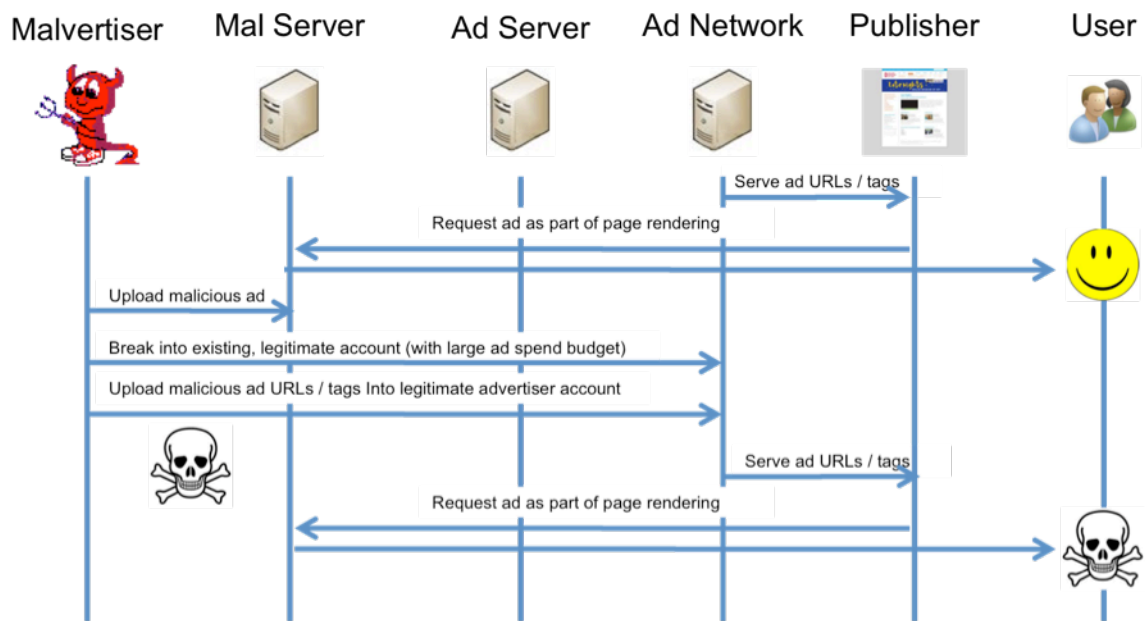 Malvertiser
Mal Server
Ad Server
Ad Network
Publisher
User
Serve ad URLs / tags
Request ad as part of page rendering
Upload malicious ad
Break into existing, legitimate account (with large ad spend budget)
Upload malicious ad URLs / tags Into legitimate advertiser account
Serve ad URLs / tags
Request ad as part of page rendering